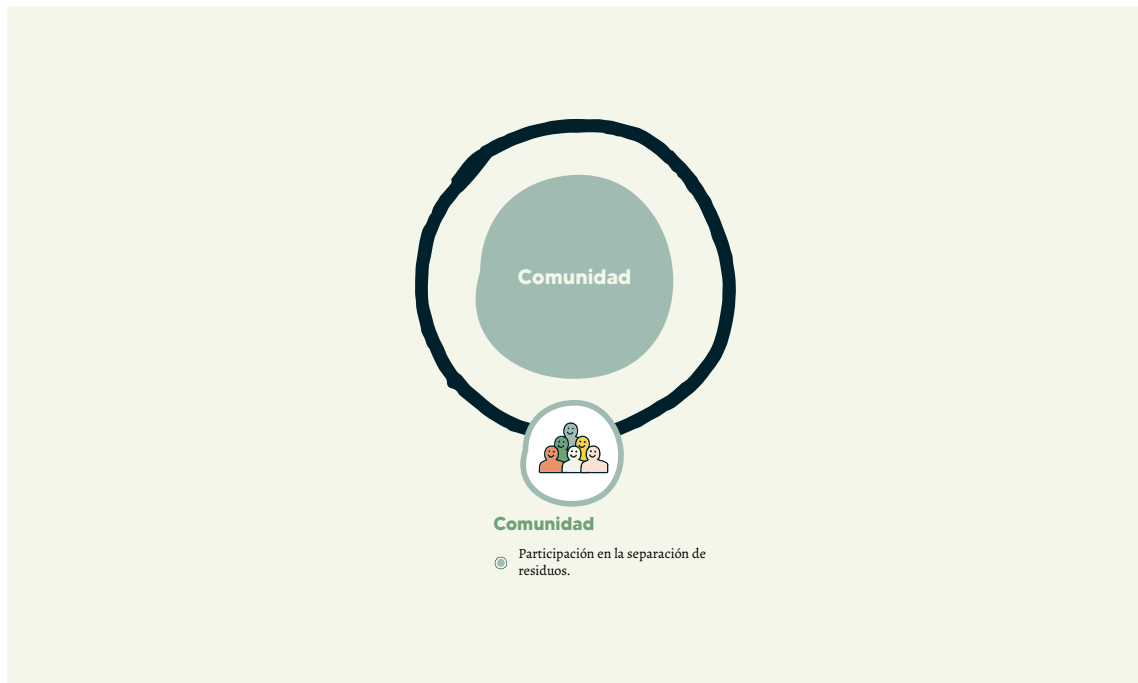 Comunidad
Comunidad
Participación en la separación de
residuos.